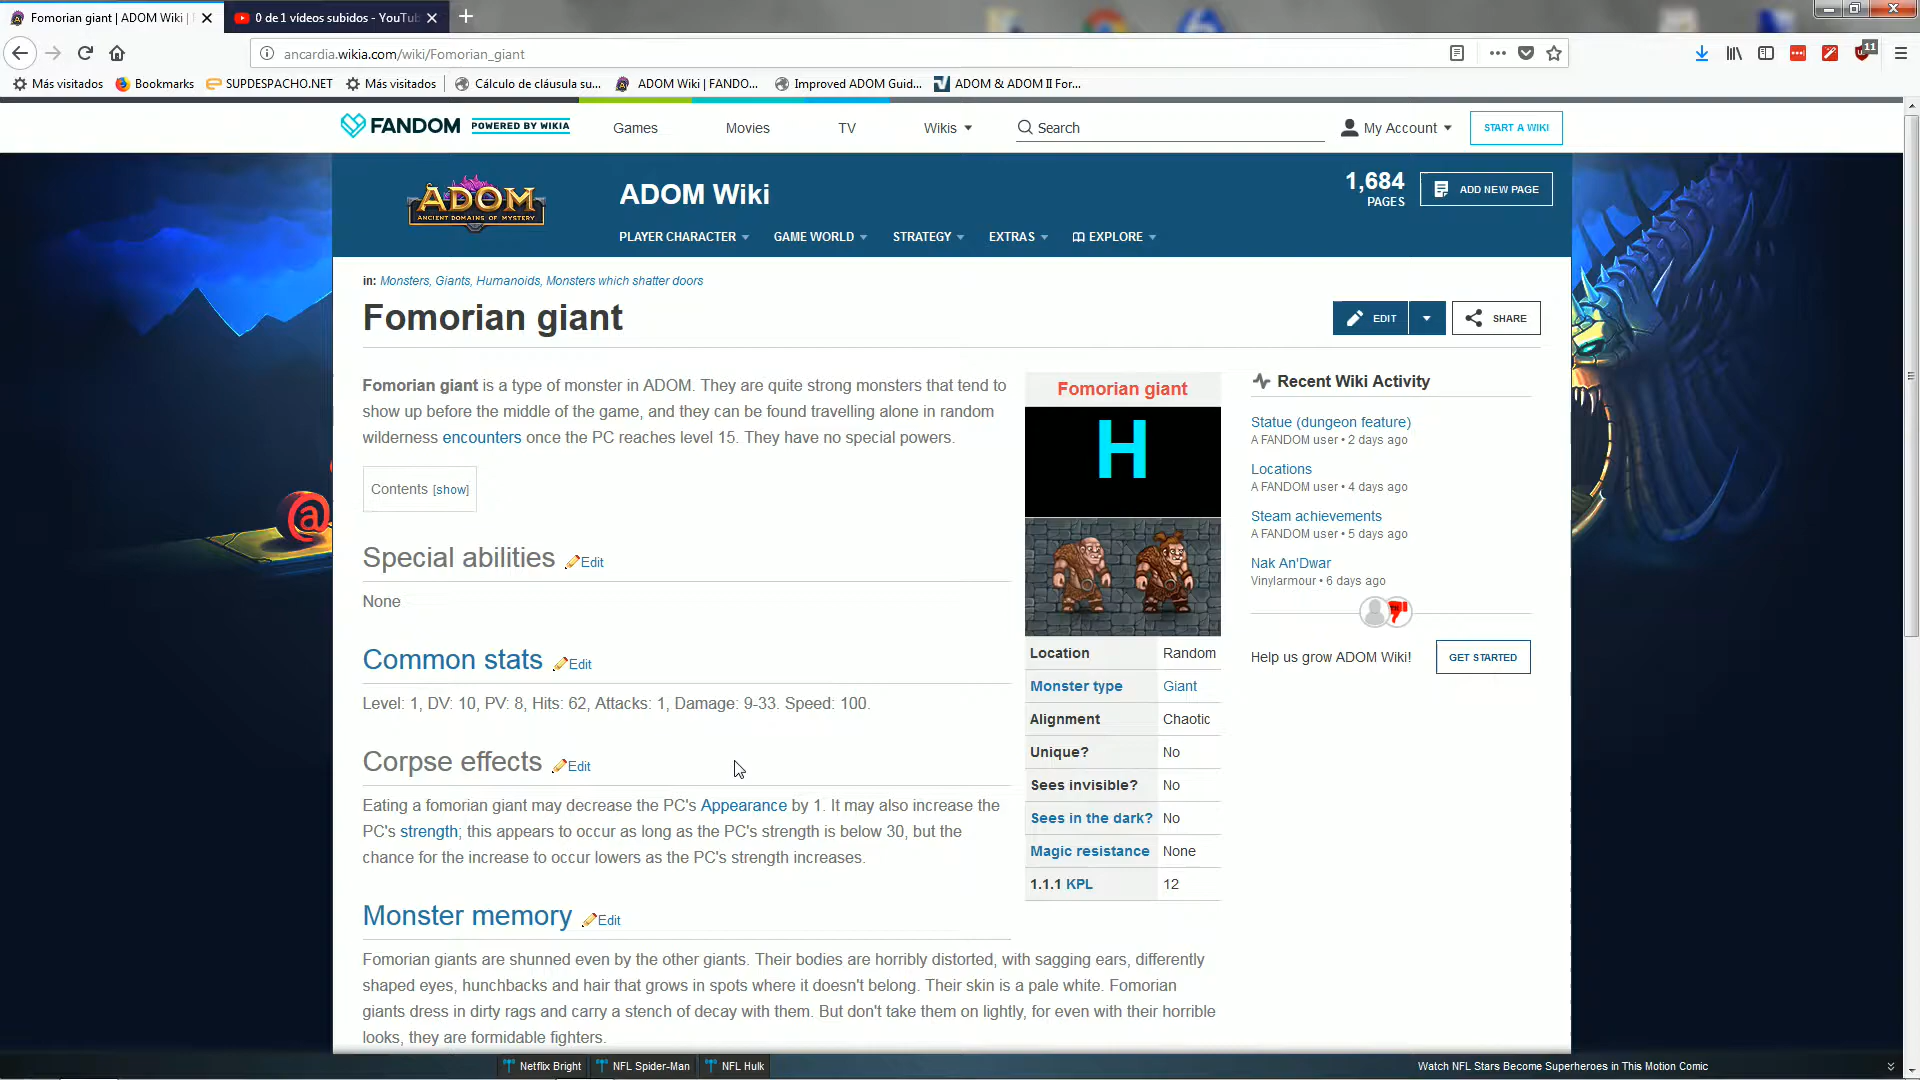 Fomorian giant | ADOM Wiki |
0 de 1 vídeos subidos - YouTu
ancardia.wikia.com/wiki/Fomorian_giant
11
Más visitados
Bookmarks
SUPDESPACHO.NET
Más visitados
Cálculo de cláusula su...
ADOM Wiki | FANDO...
Improved ADOM Guid...
ADOM & ADOM II For...
FANDOM POWERED BY WIKIA
Games
Movies
TV
Wikis
Search
My Account
START A WIKI
ADOM
ANCIENT DOMAINS OF MYSTERY
ADOM Wiki
1,684
PAGES
ADD NEW PAGE
PLAYER CHARACTER
GAME WORLD
STRATEGY
EXTRAS
EXPLORE
in: Monsters, Giants, Humanoids, Monsters which shatter doors
Fomorian giant
EDIT
SHARE
Fomorian giant is a type of monster in ADOM. They are quite strong monsters that tend to
show up before the middle of the game, and they can be found travelling alone in random
wilderness encounters once the PC reaches level 15. They have no special powers.
Contents [show]
Special abilities Edit
None
Common stats Edit
Level: 1, DV: 10, PV: 8, Hits: 62, Attacks: 1, Damage: 9-33. Speed: 100.
Corpse effects Edit
Eating a fomorian giant may decrease the PC's Appearance by 1. It may also increase the
PC's strength; this appears to occur as long as the PC's strength is below 30, but the
chance for the increase to occur lowers as the PC's strength increases.
Monster memory Edit
Fomorian giants are shunned even by the other giants. Their bodies are horribly distorted, with sagging ears, differently
shaped eyes, hunchbacks and hair that grows in spots where it doesn't belong. Their skin is a pale white. Fomorian
giants dress in dirty rags and carry a stench of decay with them. But don't take them on lightly, for even with their horrible
looks, they are formidable fighters.
Fomorian giant
H
Location Random
Monster type Giant
Alignment Chaotic
Unique? No
Sees invisible? No
Sees in the dark? No
Magic resistance None
1.1.1 KPL 12
Recent Wiki Activity
Statue (dungeon feature)
A FANDOM user • 2 days ago
Locations
A FANDOM user • 4 days ago
Steam achievements
A FANDOM user • 5 days ago
Nak An'Dwar
Vinylarmour • 6 days ago
Help us grow ADOM Wiki!
GET STARTED
@
Netflix Bright
NFL Spider-Man
NFL Hulk
Watch NFL Stars Become Superheroes in This Motion Comic